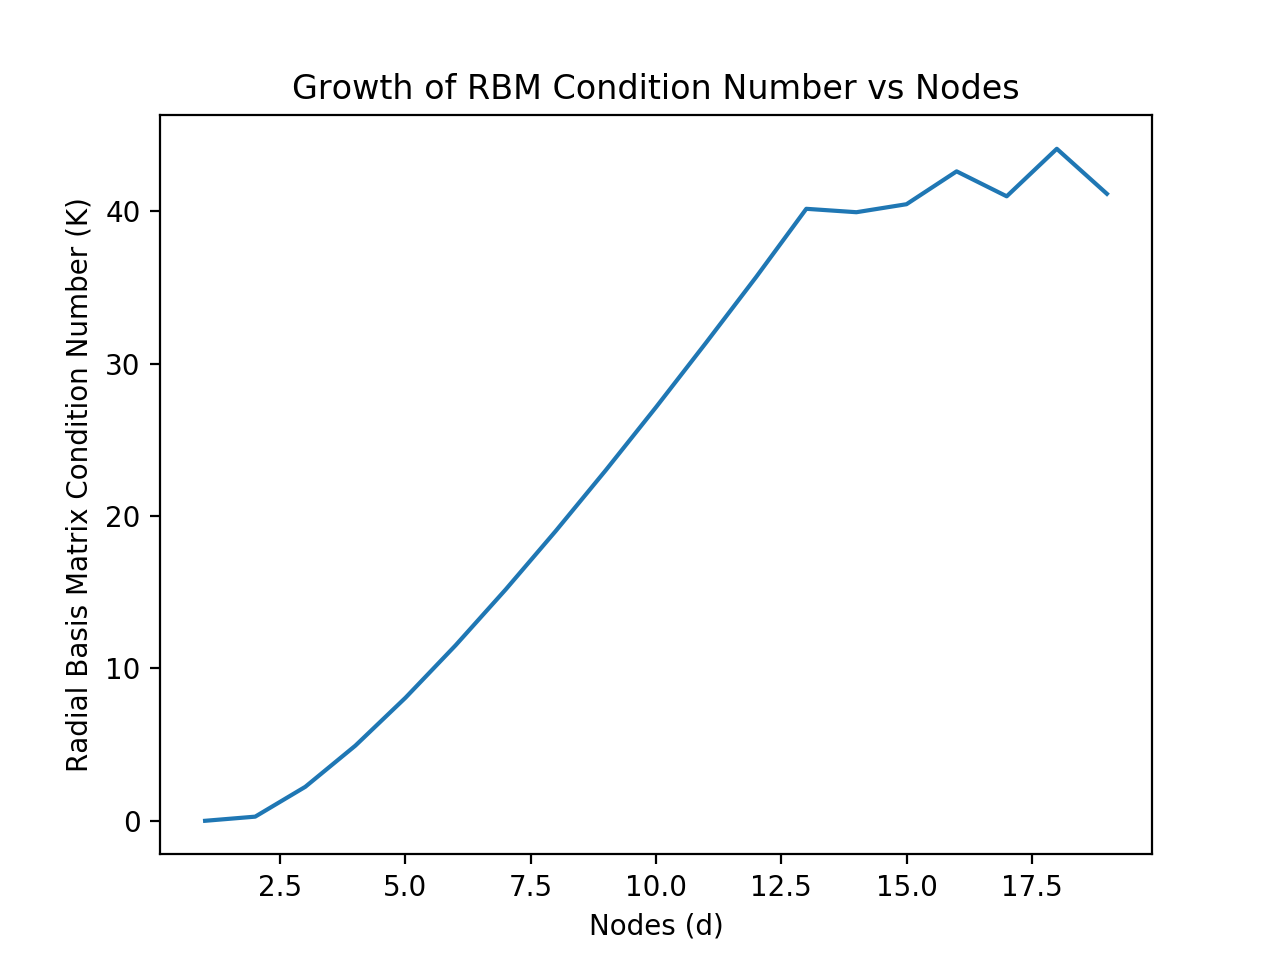 Growth of RBM Condition Number vs Nodes
Radial Basis Matrix Condition Number (K)
40
30
20
10
0
2.5 5.0 7.5 10.0 12.5 15.0 17.5
Nodes (d)